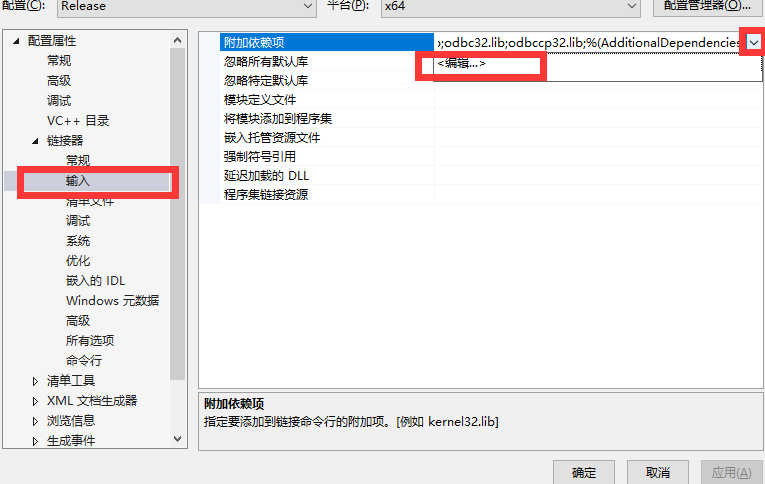 配置(C):
Release
平台(P):
x64
配置管理器(O)...
配置属性
常规
高级
调试
VC++ 目录
链接器
常规
输入
清单文件
调试
系统
优化
嵌入的 IDL
Windows 元数据
高级
所有选项
命令行
清单工具
XML 文档生成器
浏览信息
生成事件
附加依赖项
;odbc32.lib;odbccp32.lib;%(AdditionalDependencies
忽略所有默认库
<编辑...>
忽略特定默认库
模块定义文件
将模块添加到程序集
嵌入托管资源文件
强制符号引用
延迟加载的 DLL
程序集链接资源
附加依赖项
指定要添加到链接命令行的附加项。[例如 kernel32.lib]
确定
取消
应用(A)